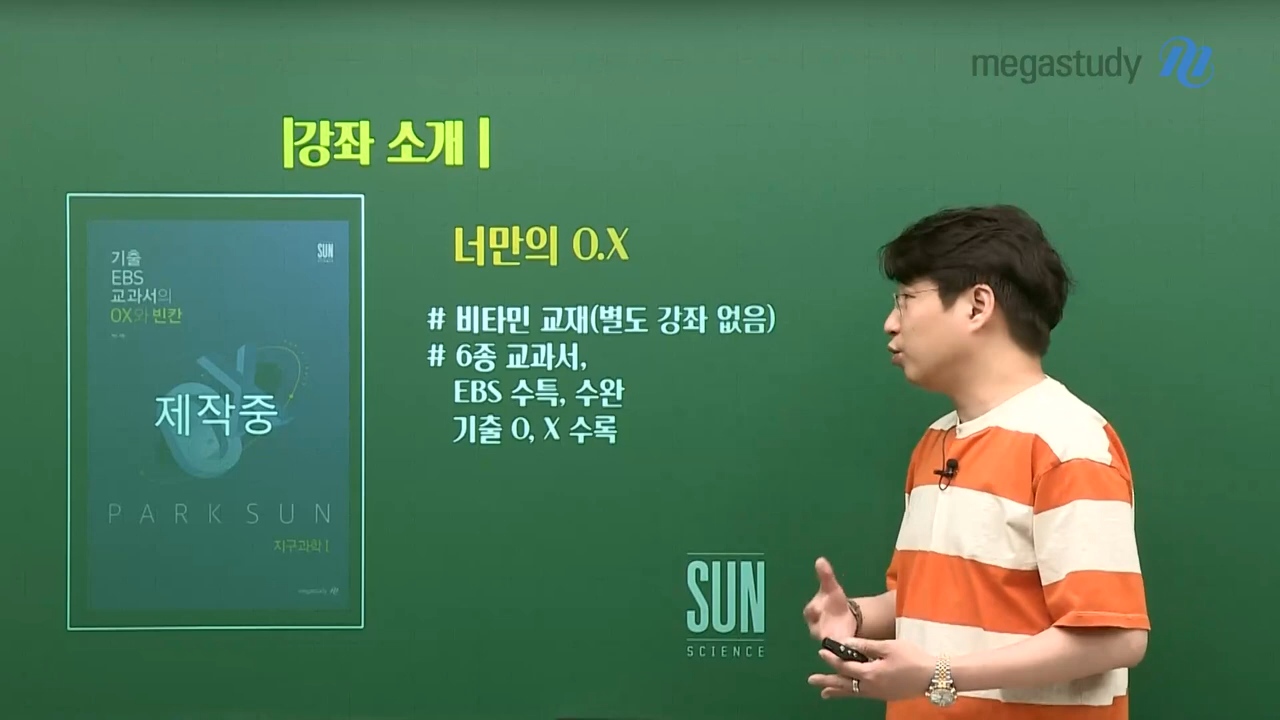 megastudy
|강좌 소개|
기출
EBS
교과서의
OX와 빈칸
SUN
제작중
PARK SUN
지구과학 I
megastudy
너만의 O.X
# 비타민 교재(별도 강좌 없음)
# 6종 교과서,
EBS 수특, 수완
기출 O, X 수록
SUN
SCIENCE